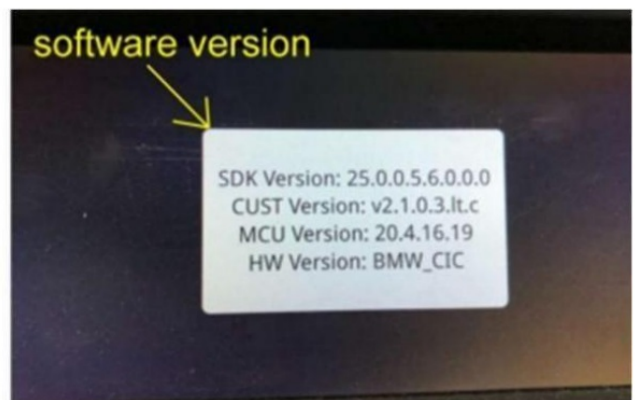 software version
SDK Version: 25.0.0.5.6.0.0.0
CUST Version: v2.1.0.3.lt.c
MCU Version: 20.4.16.19
HW Version: BMW_CIC